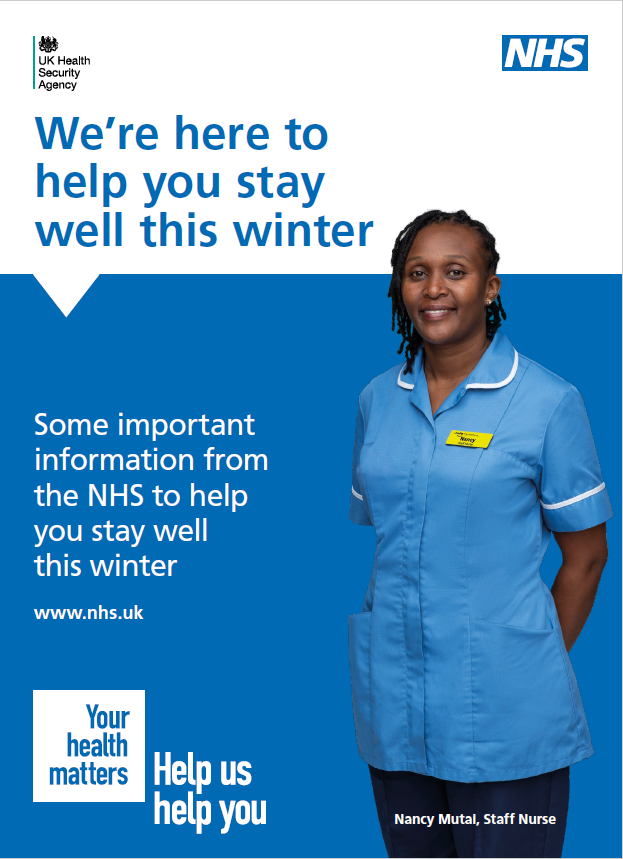 UK Health
Security
Agency
NHS
We’re here to
help you stay
well this winter
Nancy
Some important
information from
the NHS to help
you stay well
this winter
www.nhs.uk
Your
health
matters
Help us
help you
Nancy Mutai, Staff Nurse